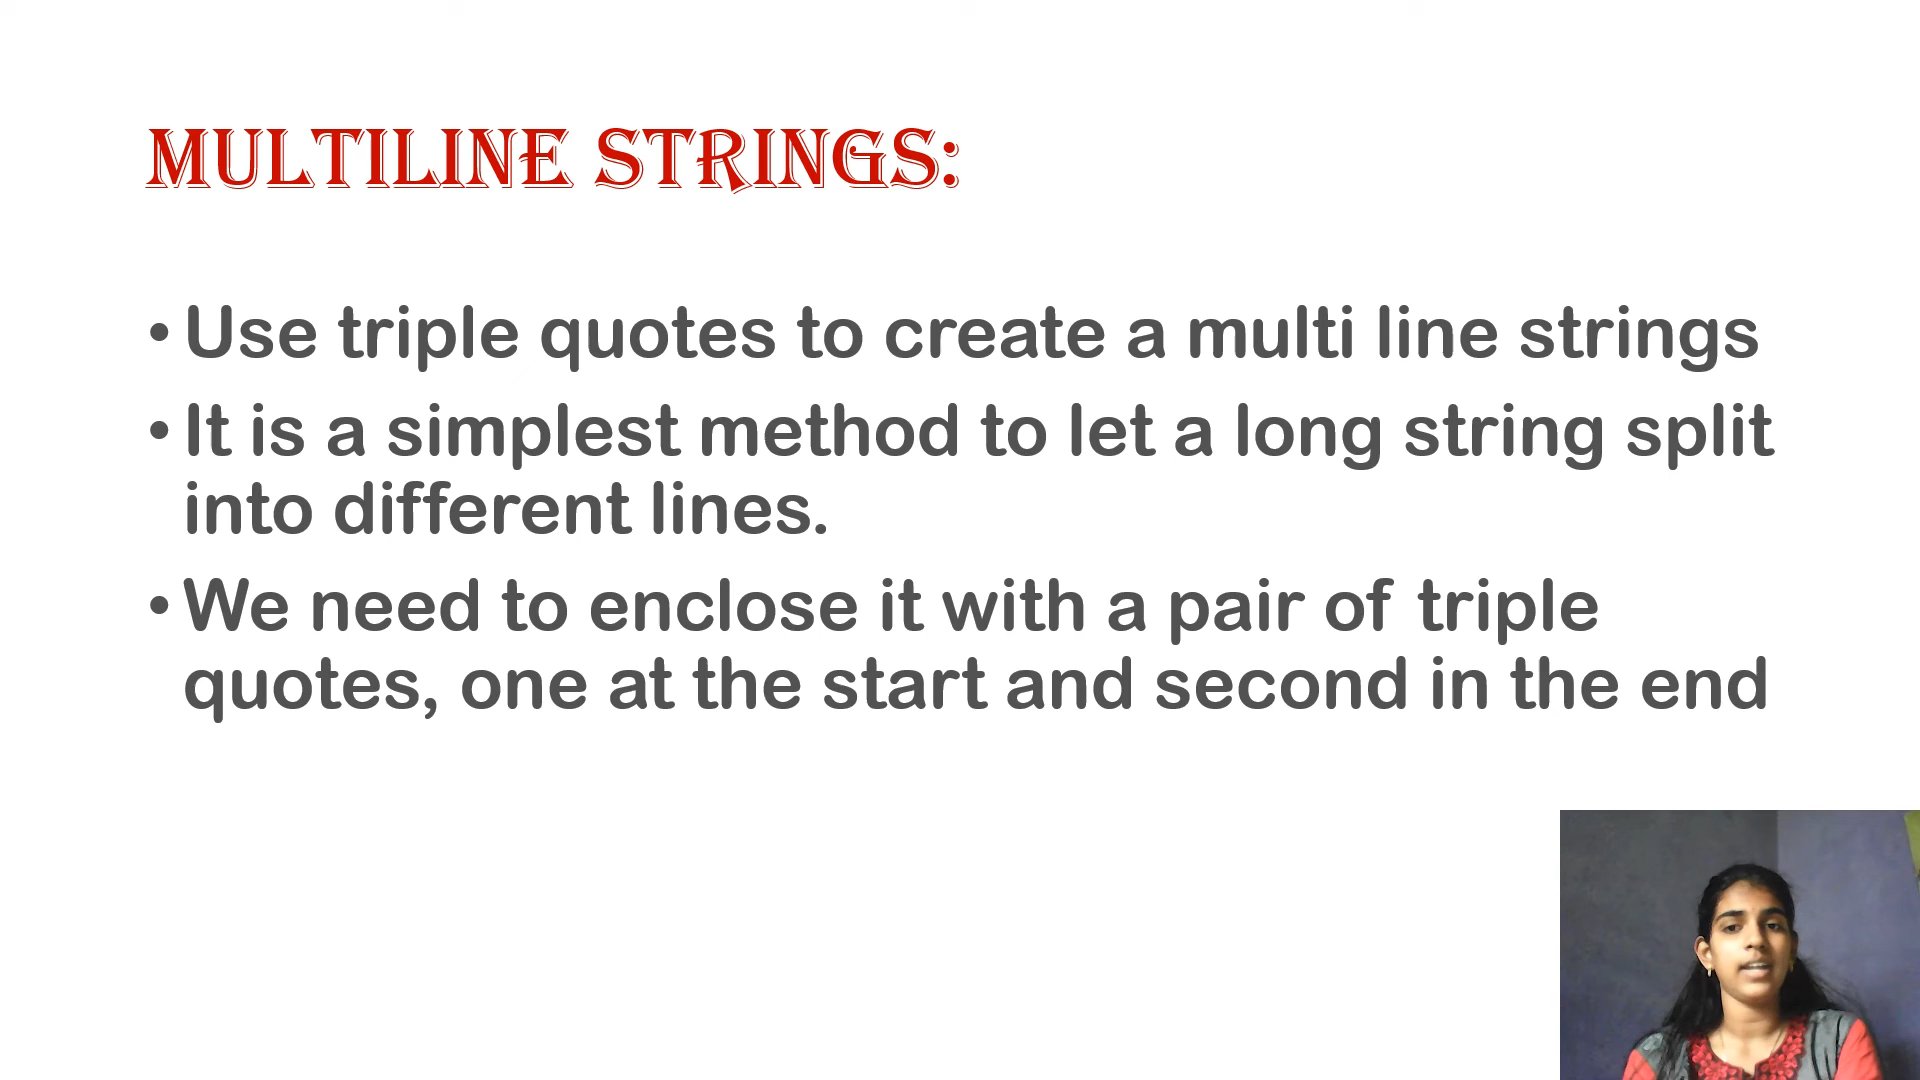 MULTILINE STRINGS:
• Use triple quotes to create a multi line strings
• It is a simplest method to let a long string split
into different lines.
• We need to enclose it with a pair of triple
quotes, one at the start and second in the end